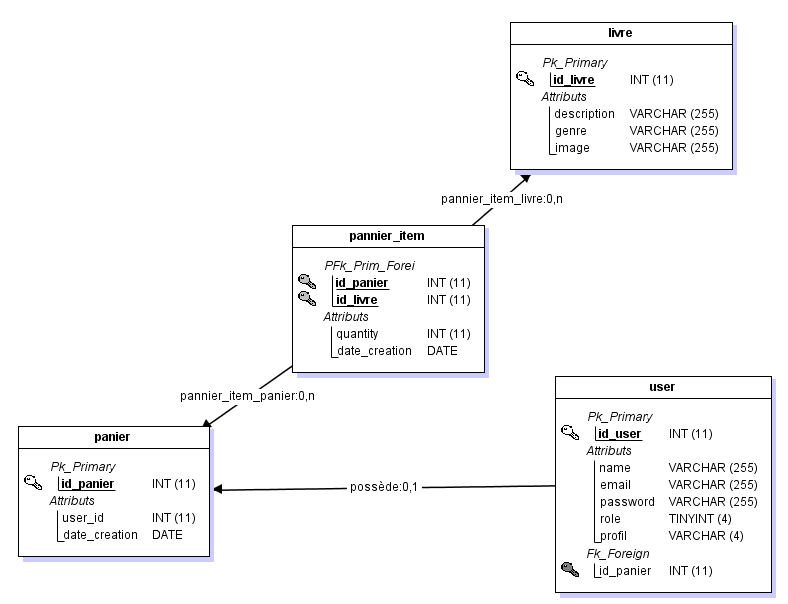 livre
Pk_Primary
id_livre INT (11)
Attributs
description VARCHAR (255)
genre VARCHAR (255)
image VARCHAR (255)
pannier_item_livre:0,n
pannier_item
PFk_Prim_Forei
id_panier INT (11)
id_livre INT (11)
Attributs
quantity INT (11)
date_creation DATE
pannier_item_panier:0,n
panier
Pk_Primary
id_panier INT (11)
Attributs
user_id INT (11)
date_creation DATE
possède:0,1
user
Pk_Primary
id_user INT (11)
Attributs
name VARCHAR (255)
email VARCHAR (255)
password VARCHAR (255)
role TINYINT (4)
profil VARCHAR (4)
Fk_Foreign
id_panier INT (11)